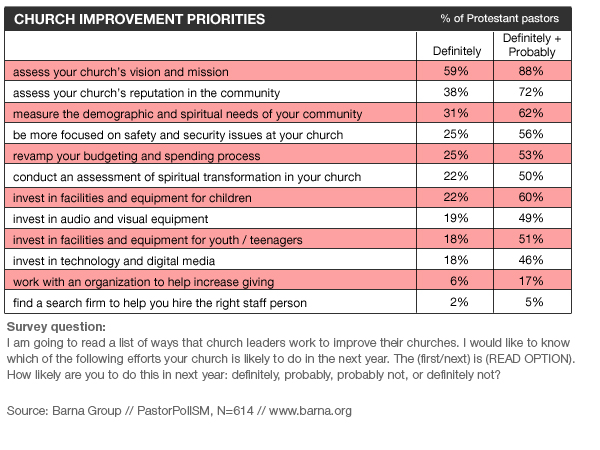 CHURCH IMPROVEMENT PRIORITIES % of Protestant pastors
Definitely Definitely + Probably
assess your church's vision and mission 59% 88%
assess your church's reputation in the community 38% 72%
measure the demographic and spiritual needs of your community 31% 62%
be more focused on safety and security issues at your church 25% 56%
revamp your budgeting and spending process 25% 53%
conduct an assessment of spiritual transformation in your church 22% 50%
invest in facilities and equipment for children 22% 60%
invest in audio and visual equipment 19% 49%
invest in facilities and equipment for youth / teenagers 18% 51%
invest in technology and digital media 18% 46%
work with an organization to help increase giving 6% 17%
find a search firm to help you hire the right staff person 2% 5%
Survey question:
I am going to read a list of ways that church leaders work to improve their churches. I would like to know
which of the following efforts your church is likely to do in the next year. The (first/next) is (READ OPTION).
How likely are you to do this in next year: definitely, probably, probably not, or definitely not?
Source: Barna Group // PastorPollSM, N=614 // www.barna.org